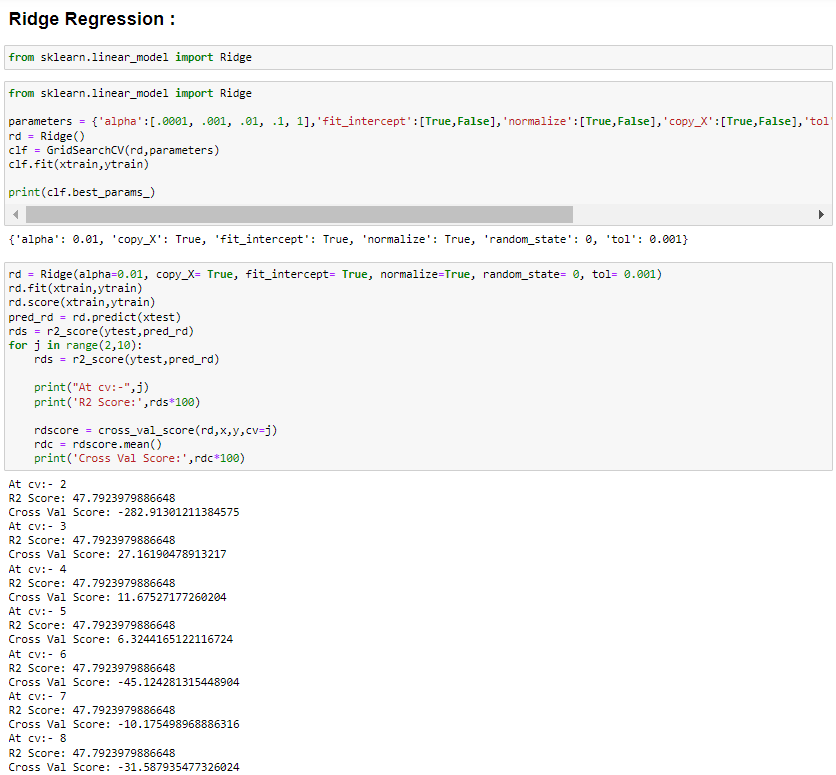 Ridge Regression :
from sklearn.linear_model import Ridge
from sklearn.linear_model import Ridge
parameters = {'alpha':[.0001, .001, .01, .1, 1],'fit_intercept':[True,False],'normalize':[True,False],'copy_X':[True,False],'tol'
rd = Ridge()
clf = GridSearchCV(rd,parameters)
clf.fit(xtrain,ytrain)
print(clf.best_params_)
{'alpha': 0.01, 'copy_X': True, 'fit_intercept': True, 'normalize': True, 'random_state': 0, 'tol': 0.001}
rd = Ridge(alpha=0.01, copy_X= True, fit_intercept= True, normalize=True, random_state= 0, tol= 0.001)
rd.fit(xtrain,ytrain)
rd.score(xtrain,ytrain)
pred_rd = rd.predict(xtest)
rds = r2_score(ytest,pred_rd)
for j in range(2,10):
    rds = r2_score(ytest,pred_rd)
    print("At cv:-",j)
    print('R2 Score:',rds*100)
    rdscore = cross_val_score(rd,x,y,cv=j)
    rdc = rdscore.mean()
    print('Cross Val Score:',rdc*100)
At cv:- 2
R2 Score: 47.7923979886648
Cross Val Score: -282.91301211384575
At cv:- 3
R2 Score: 47.7923979886648
Cross Val Score: 27.16190478913217
At cv:- 4
R2 Score: 47.7923979886648
Cross Val Score: 11.67527177260204
At cv:- 5
R2 Score: 47.7923979886648
Cross Val Score: 6.3244165122116724
At cv:- 6
R2 Score: 47.7923979886648
Cross Val Score: -45.124281315448904
At cv:- 7
R2 Score: 47.7923979886648
Cross Val Score: -10.175498968886316
At cv:- 8
R2 Score: 47.7923979886648
Cross Val Score: -31.587935477326024